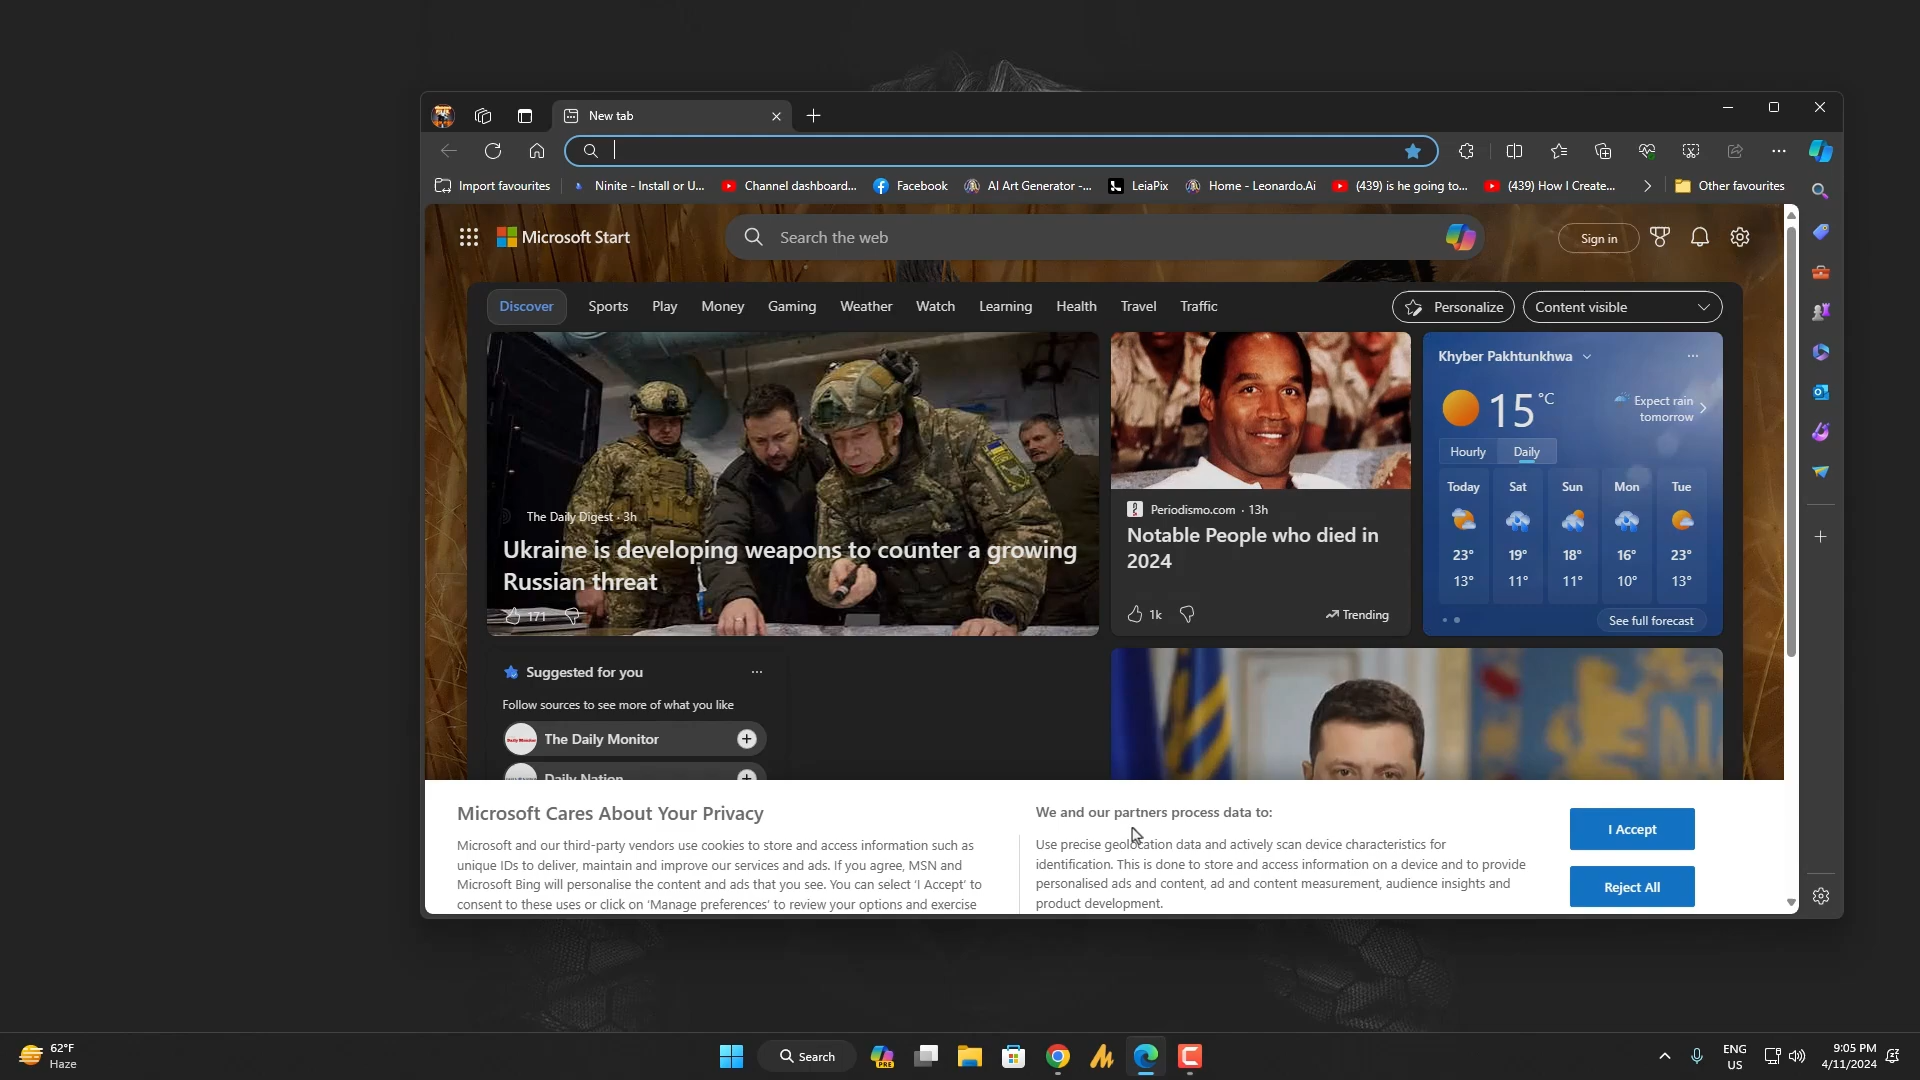 New tab
Import favourites
Ninite - Install or U...
Channel dashboard...
Facebook
AI Art Generator -...
LeiaPix
Home - Leonardo.Ai
(439) is he going to...
(439) How I Create...
Other favourites
Microsoft Start
Search the web
Sign in
Discover
Sports
Play
Money
Gaming
Weather
Watch
Learning
Health
Travel
Traffic
Personalize
Content visible
The Daily Digest · 3h
Ukraine is developing weapons to counter a growing
Russian threat
171
Periodismo.com · 13h
Notable People who died in
2024
1k
Trending
Khyber Pakhtunkhwa
15 °C
Expect rain
tomorrow
Hourly
Daily
Today Sat Sun Mon Tue
23° 19° 18° 16° 23°
13° 11° 11° 10° 13°
See full forecast
Suggested for you
Follow sources to see more of what you like
The Daily Monitor
Daily Nation
Microsoft Cares About Your Privacy
Microsoft and our third-party vendors use cookies to store and access information such as
unique IDs to deliver, maintain and improve our services and ads. If you agree, MSN and
Microsoft Bing will personalise the content and ads that you see. You can select 'I Accept' to
consent to these uses or click on 'Manage preferences' to review your options and exercise
We and our partners process data to:
Use precise geolocation data and actively scan device characteristics for
identification. This is done to store and access information on a device and to provide
personalised ads and content, ad and content measurement, audience insights and
product development.
I Accept
Reject All
62°F
Haze
Search
PRE
ENG
US
9:05 PM
4/11/2024